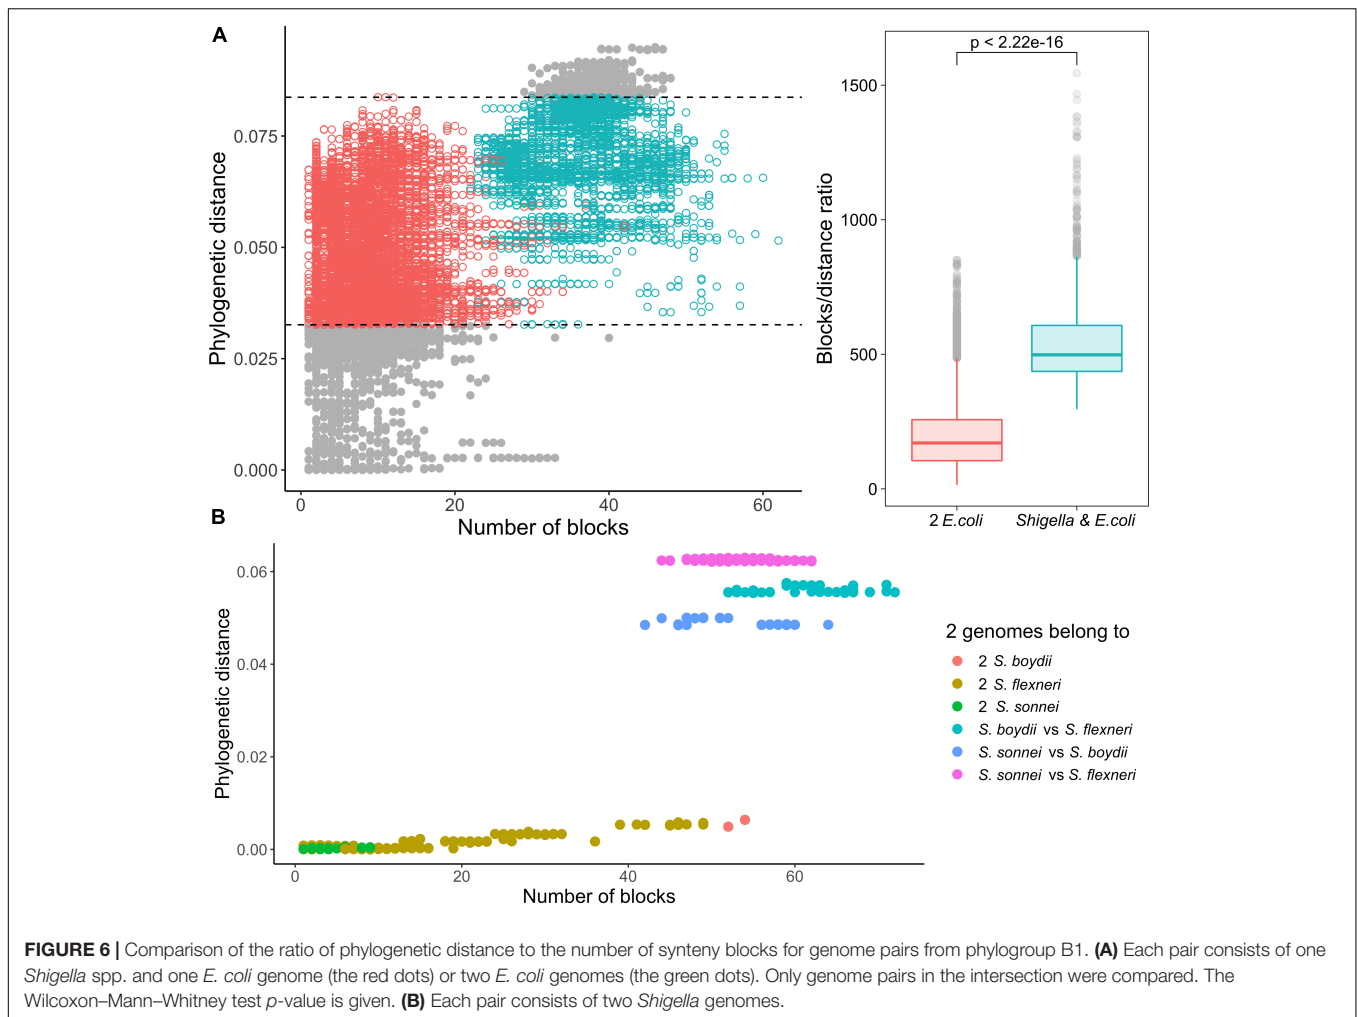 A
p < 2.22e-16
Phylogenetic distance
0.075
0.050
0.025
0.000
0
20
40
60
Number of blocks
Blocks/distance ratio
1500
1000
500
0
2 E.coli
Shigella & E.coli
B
Phylogenetic distance
0.06
0.04
0.02
0.00
0
20
40
60
Number of blocks
2 genomes belong to
2 S. boydii
2 S. flexneri
2 S. sonnei
S. boydii vs S. flexneri
S. sonnei vs S. boydii
S. sonnei vs S. flexneri
FIGURE 6 | Comparison of the ratio of phylogenetic distance to the number of synteny blocks for genome pairs from phylogroup B1. (A) Each pair consists of one
Shigella spp. and one E. coli genome (the red dots) or two E. coli genomes (the green dots). Only genome pairs in the intersection were compared. The
Wilcoxon–Mann–Whitney test p-value is given. (B) Each pair consists of two Shigella genomes.